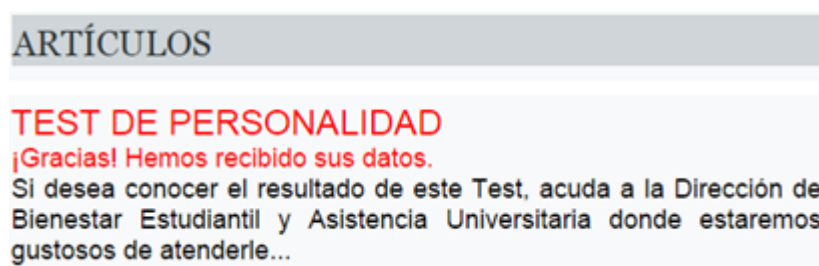 ARTÍCULOS
TEST DE PERSONALIDAD
¡Gracias! Hemos recibido sus datos.
Si desea conocer el resultado de este Test, acuda a la Dirección de
Bienestar Estudiantil y Asistencia Universitaria donde estaremos
gustosos de atenderle...